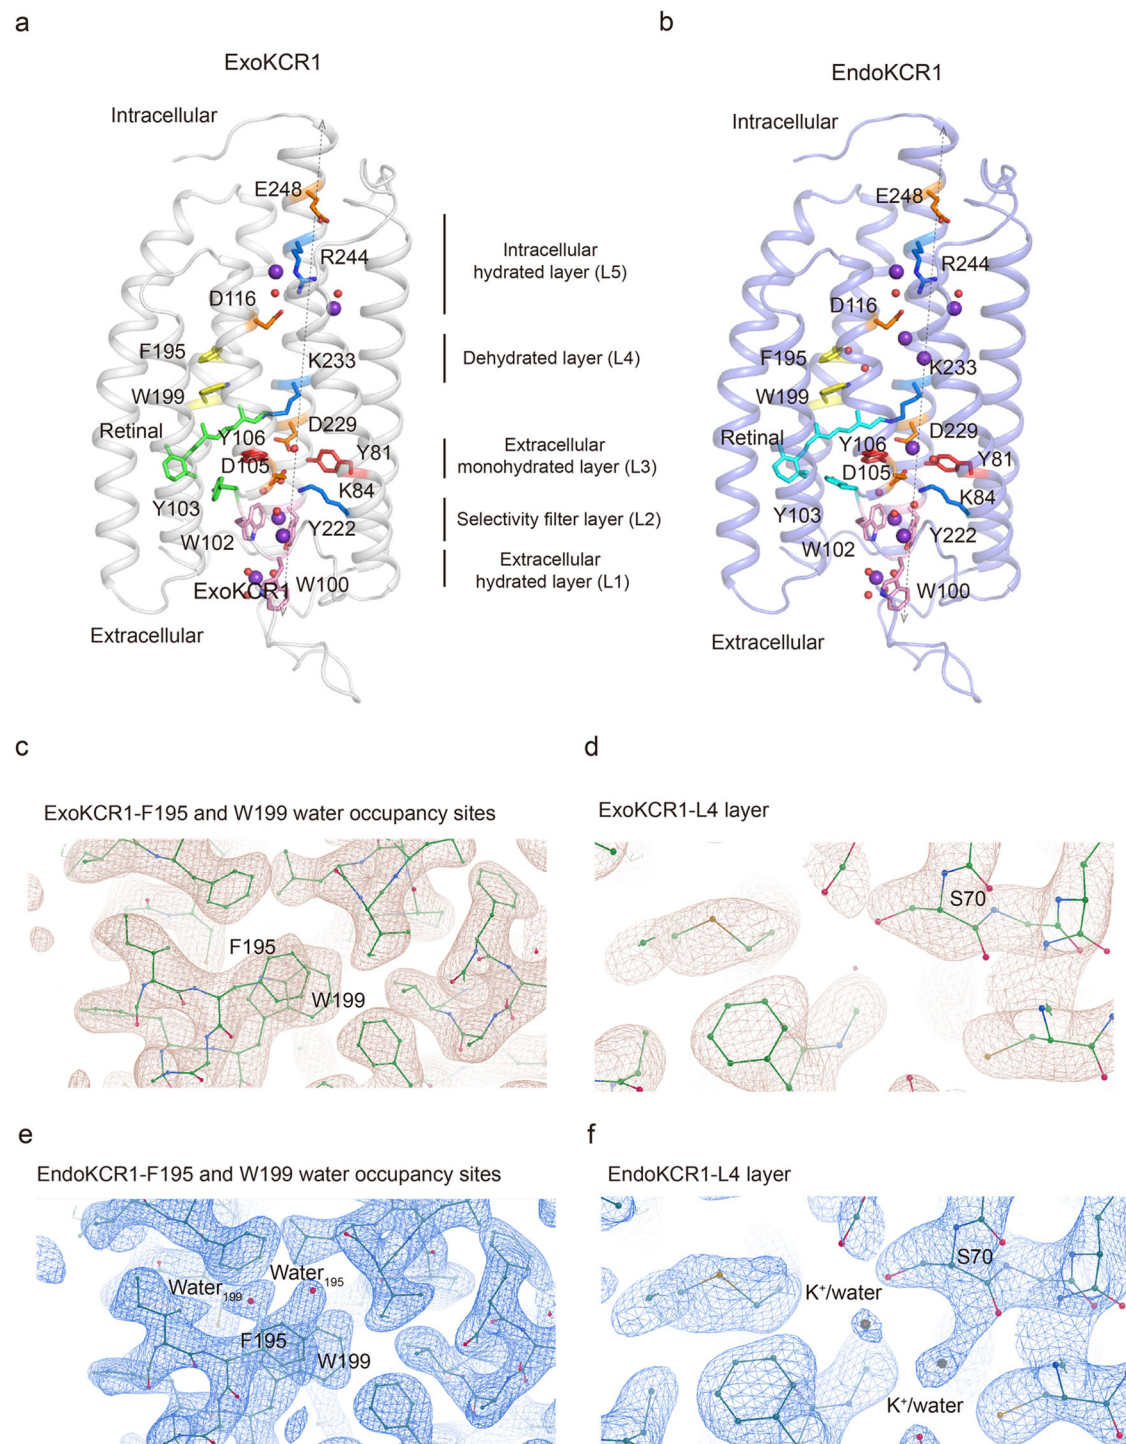 a
ExoKCR1
Intracellular
E248
R244
D116
F195
K233
W199
Retinal
Y106
D229
D105
Y81
Y103
K84
W102
Y222
ExoKCR1
W100
Extracellular
Intracellular
hydrated layer (L5)
Dehydrated layer (L4)
Extracellular
monohydrated layer (L3)
Selectivity filter layer (L2)
Extracellular
hydrated layer (L1)
b
EndoKCR1
Intracellular
E248
R244
D116
F195
K233
W199
Retinal
Y106
D229
D105
Y81
Y103
K84
W102
Y222
W100
Extracellular
c
ExoKCR1-F195 and W199 water occupancy sites
F195
W199
d
ExoKCR1-L4 layer
S70
e
EndoKCR1-F195 and W199 water occupancy sites
Water199
Water195
F195
W199
f
EndoKCR1-L4 layer
S70
K+/water
K+/water